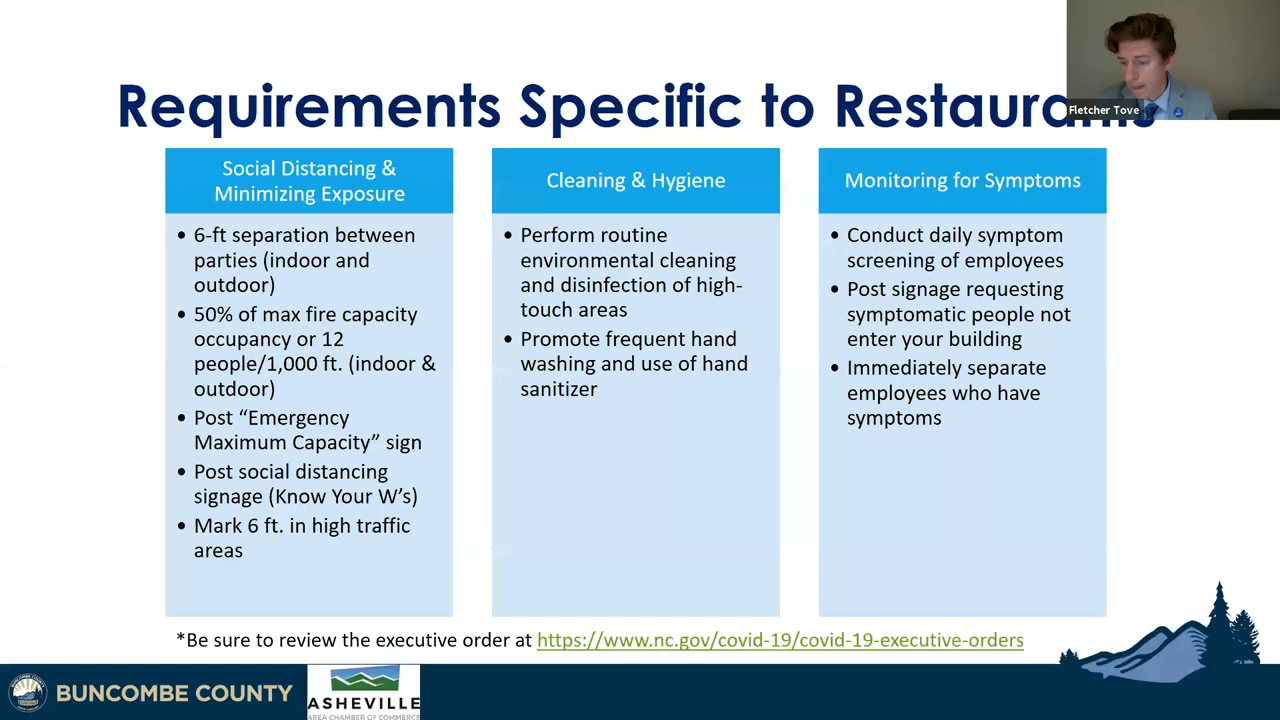 Requirements Specific to Restaurants
Fletcher Tove
Social Distancing &
Minimizing Exposure
• 6-ft separation between
parties (indoor and
outdoor)
• 50% of max fire capacity
occupancy or 12
people/1,000 ft. (indoor &
outdoor)
• Post “Emergency
Maximum Capacity” sign
• Post social distancing
signage (Know Your W’s)
• Mark 6 ft. in high traffic
areas
Cleaning & Hygiene
• Perform routine
environmental cleaning
and disinfection of high-
touch areas
• Promote frequent hand
washing and use of hand
sanitizer
Monitoring for Symptoms
• Conduct daily symptom
screening of employees
• Post signage requesting
symptomatic people not
enter your building
• Immediately separate
employees who have
symptoms
*Be sure to review the executive order at https://www.nc.gov/covid-19/covid-19-executive-orders
BUNCOMBE COUNTY
ASHEVILLE
AREA CHAMBER OF COMMERCE